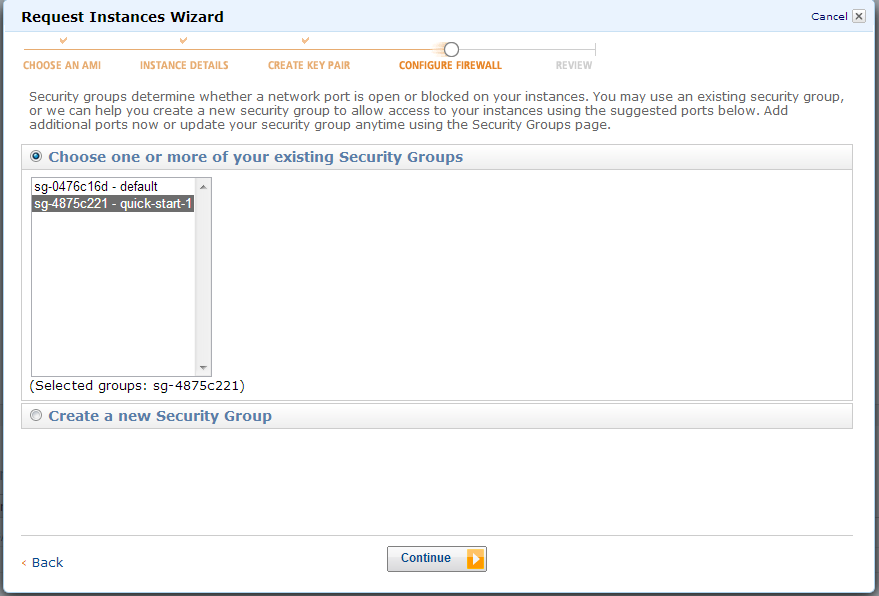 Request Instances Wizard
Cancel
CHOOSE AN AMI
INSTANCE DETAILS
CREATE KEY PAIR
CONFIGURE FIREWALL
REVIEW
Security groups determine whether a network port is open or blocked on your instances. You may use an existing security group,
or we can help you create a new security group to allow access to your instances using the suggested ports below. Add
additional ports now or update your security group anytime using the Security Groups page.
Choose one or more of your existing Security Groups
sg-0476c16d - default
sg-4875c221 - quick-start-1
(Selected groups: sg-4875c221)
Create a new Security Group
< Back
Continue